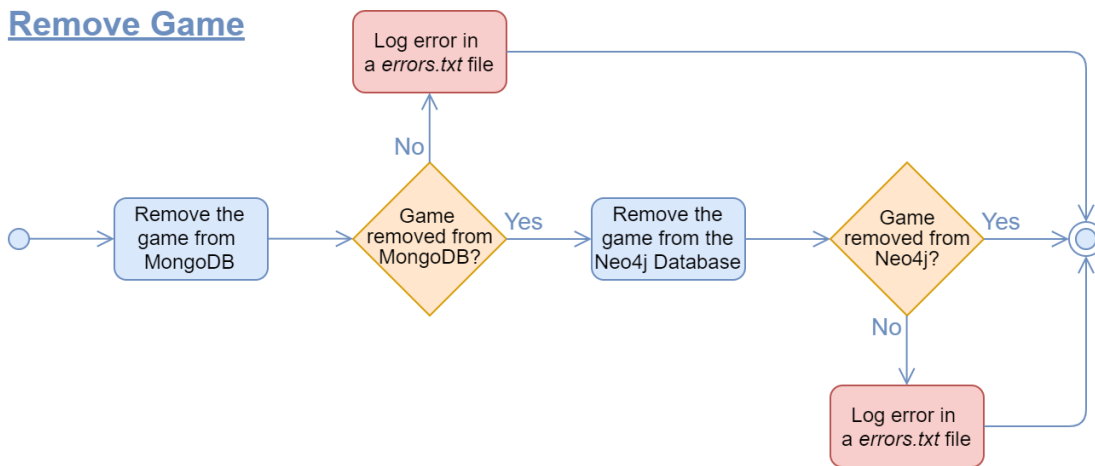 Remove Game
Log error in
a errors.txt file
No
Remove the
game from
MongoDB
Game
removed from
MongoDB?
Yes
Remove the
game from the
Neo4j Database
Game
removed from
Neo4j?
Yes
No
Log error in
a errors.txt file